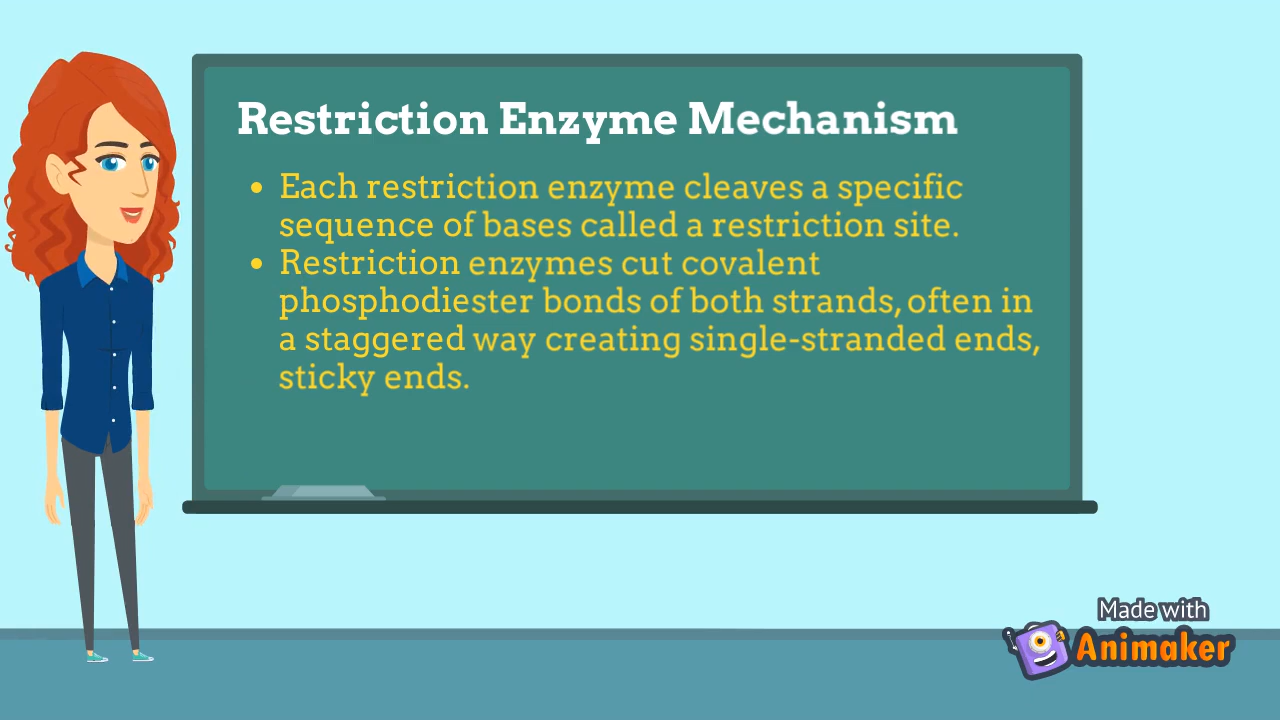 Restriction Enzyme Mechanism
• Each restriction enzyme cleaves a specific
sequence of bases called a restriction site.
• Restriction enzymes cut covalent
phosphodiester bonds of both strands, often in
a staggered way creating single-stranded ends,
sticky ends.
Made with
Animaker